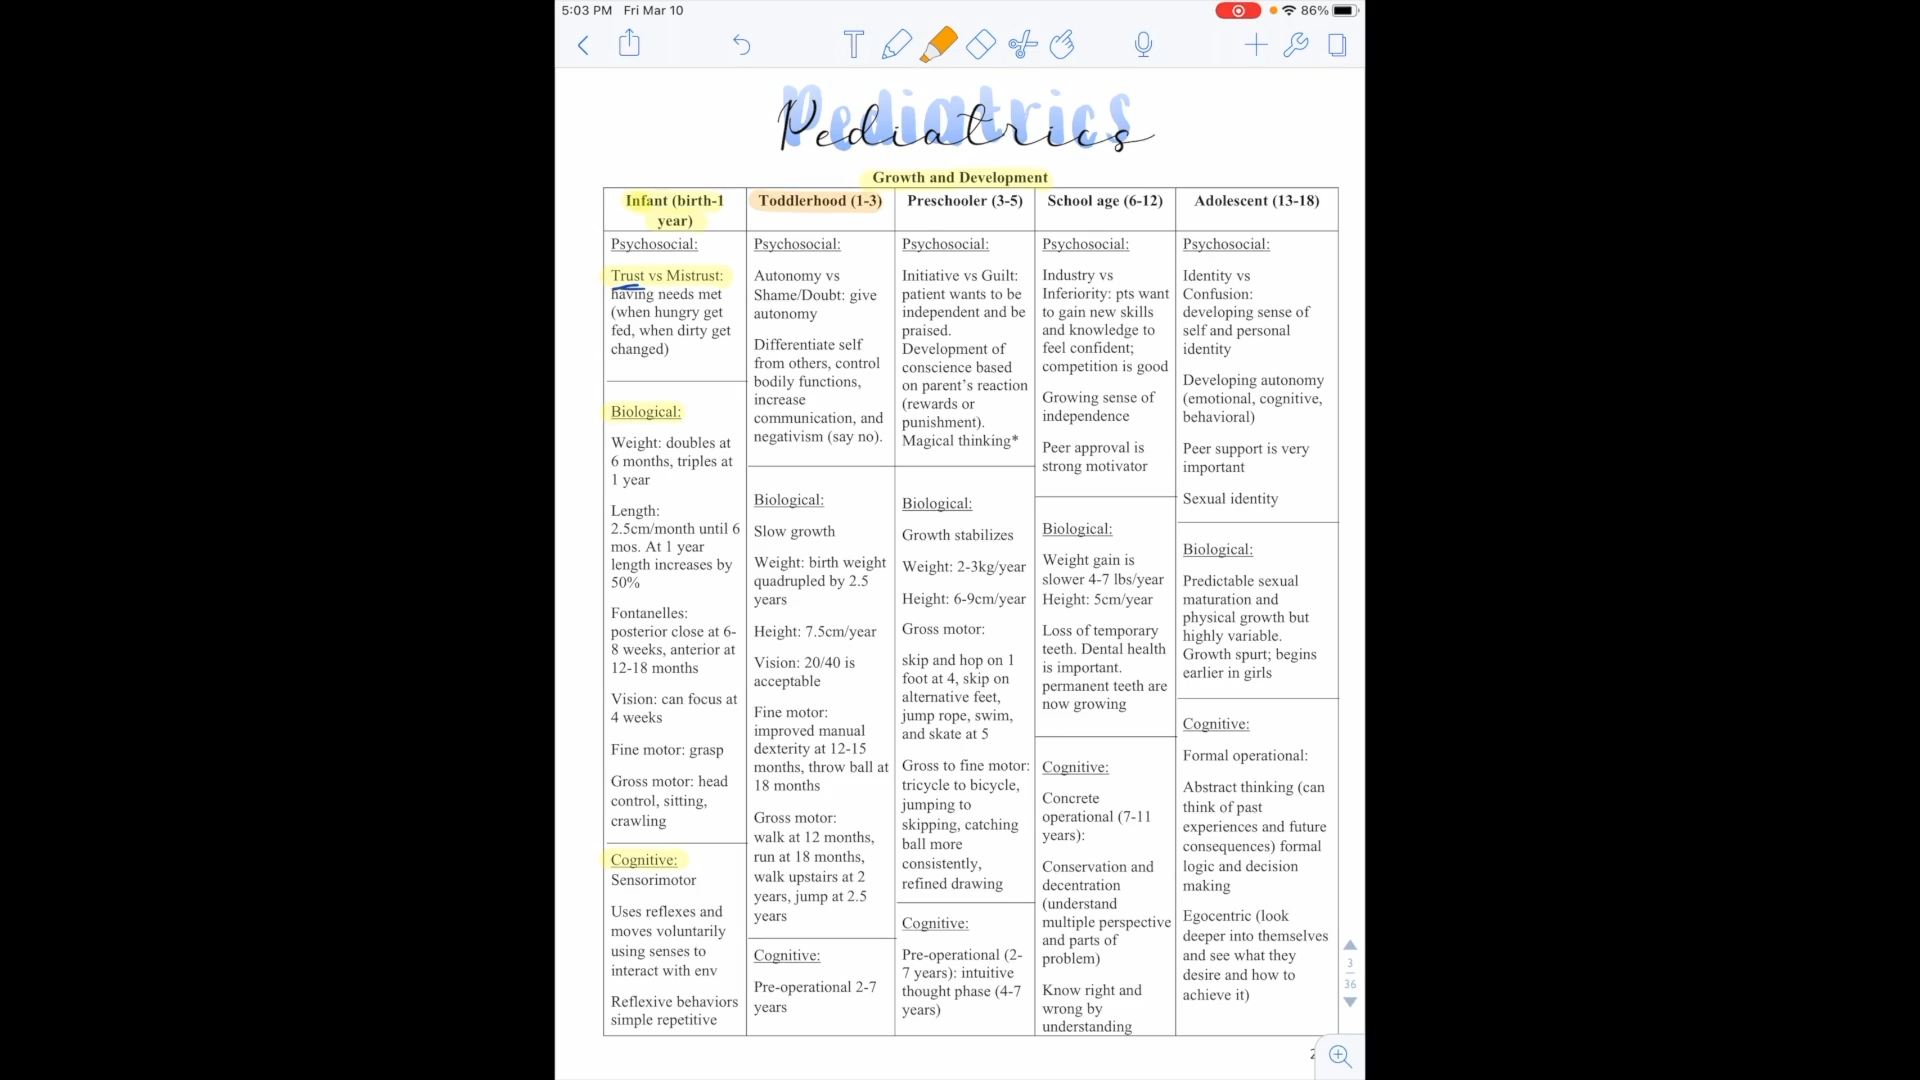 5:03 PM Fri Mar 10
86%
Pediatrics
Pediatrics
Growth and Development
Infant (birth-1
year)
Psychosocial:
Trust vs Mistrust:
having needs met
(when hungry get
fed, when dirty get
changed)
Biological:
Weight: doubles at
6 months, triples at
1 year
Length:
2.5cm/month until 6
mos. At 1 year
length increases by
50%
Fontanelles:
posterior close at 6-
8 weeks, anterior at
12-18 months
Vision: can focus at
4 weeks
Fine motor: grasp
Gross motor: head
control, sitting,
crawling
Cognitive:
Sensorimotor
Uses reflexes and
moves voluntarily
using senses to
interact with env
Reflexive behaviors
simple repetitive
Toddlerhood (1-3)
Psychosocial:
Autonomy vs
Shame/Doubt: give
autonomy
Differentiate self
from others, control
bodily functions,
increase
communication, and
negativism (say no).
Biological:
Slow growth
Weight: birth weight
quadrupled by 2.5
years
Height: 7.5cm/year
Vision: 20/40 is
acceptable
Fine motor:
improved manual
dexterity at 12-15
months, throw ball at
18 months
Gross motor:
walk at 12 months,
run at 18 months,
walk upstairs at 2
years, jump at 2.5
years
Cognitive:
Pre-operational 2-7
years
Preschooler (3-5)
Psychosocial:
Initiative vs Guilt:
patient wants to be
independent and be
praised.
Development of
conscience based
on parent's reaction
(rewards or
punishment).
Magical thinking*
Biological:
Growth stabilizes
Weight: 2-3kg/year
Height: 6-9cm/year
Gross motor:
skip and hop on 1
foot at 4, skip on
alternative feet,
jump rope, swim,
and skate at 5
Gross to fine motor:
tricycle to bicycle,
jumping to
skipping, catching
ball more
consistently,
refined drawing
Cognitive:
Pre-operational (2-
7 years): intuitive
thought phase (4-7
years)
School age (6-12)
Psychosocial:
Industry vs
Inferiority: pts want
to gain new skills
and knowledge to
feel confident;
competition is good
Growing sense of
independence
Peer approval is
strong motivator
Biological:
Weight gain is
slower 4-7 lbs/year
Height: 5cm/year
Loss of temporary
teeth. Dental health
is important.
permanent teeth are
now growing
Cognitive:
Concrete
operational (7-11
years):
Conservation and
decentration
(understand
multiple perspective
and parts of
problem)
Know right and
wrong by
understanding
Adolescent (13-18)
Psychosocial:
Identity vs
Confusion:
developing sense of
self and personal
identity
Developing autonomy
(emotional, cognitive,
behavioral)
Peer support is very
important
Sexual identity
Biological:
Predictable sexual
maturation and
physical growth but
highly variable.
Growth spurt; begins
earlier in girls
Cognitive:
Formal operational:
Abstract thinking (can
think of past
experiences and future
consequences) formal
logic and decision
making
Egocentric (look
deeper into themselves
and see what they
desire and how to
achieve it)
3
36